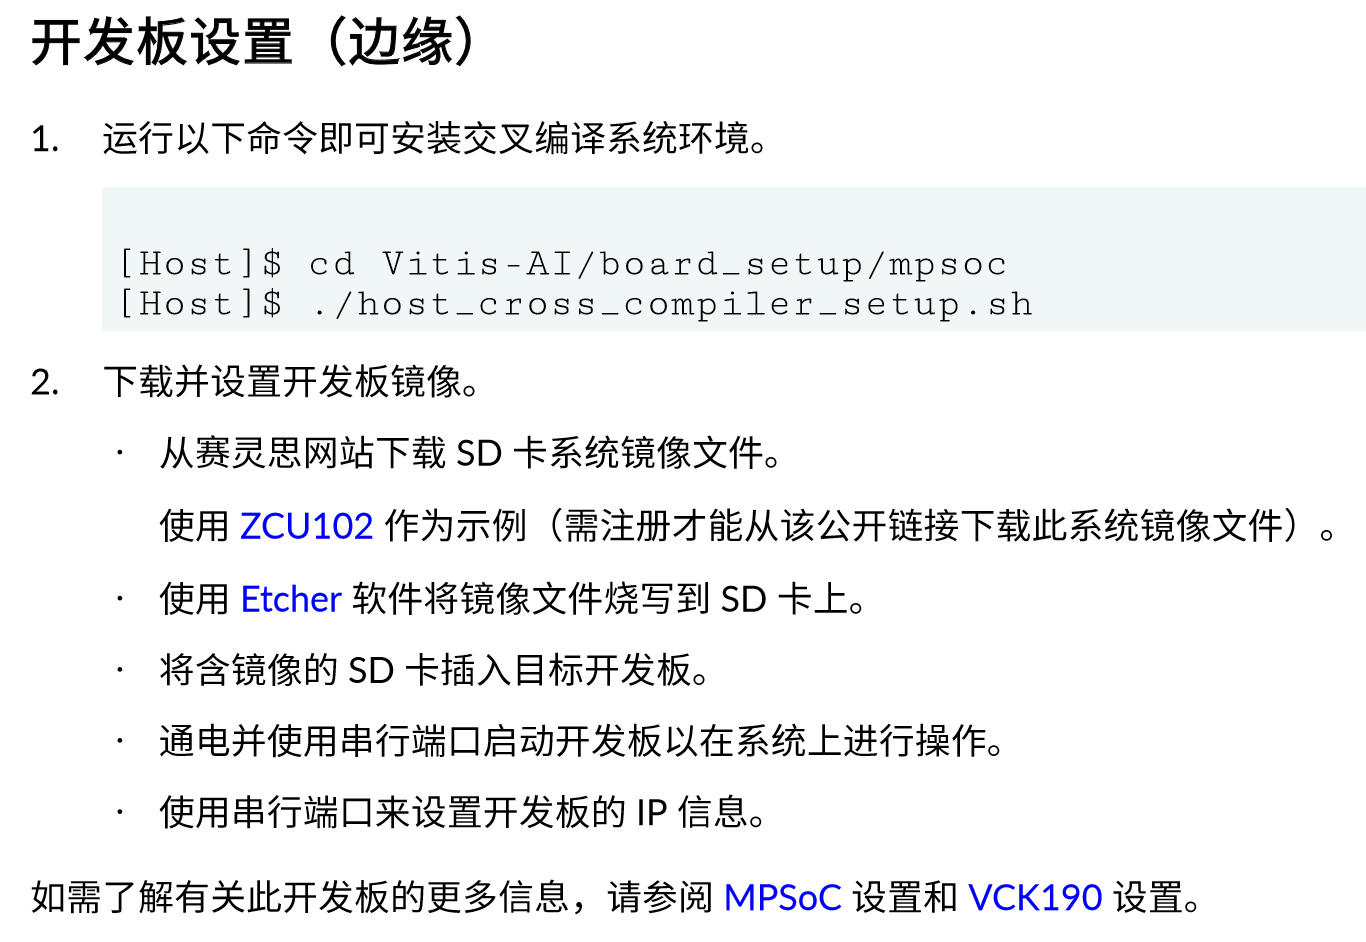 开发板设置（边缘）
1. 运行以下命令即可安装交叉编译系统环境。
[Host]$ cd Vitis-AI/board_setup/mpsoc
[Host]$ ./host_cross_compiler_setup.sh
2. 下载并设置开发板镜像。
· 从赛灵思网站下载 SD 卡系统镜像文件。
使用 ZCU102 作为示例（需注册才能从该公开链接下载此系统镜像文件）。
· 使用 Etcher 软件将镜像文件烧写到 SD 卡上。
· 将含镜像的 SD 卡插入目标开发板。
· 通电并使用串行端口启动开发板以在系统上进行操作。
· 使用串行端口来设置开发板的 IP 信息。
如需了解有关此开发板的更多信息，请参阅 MPSoC 设置和 VCK190 设置。